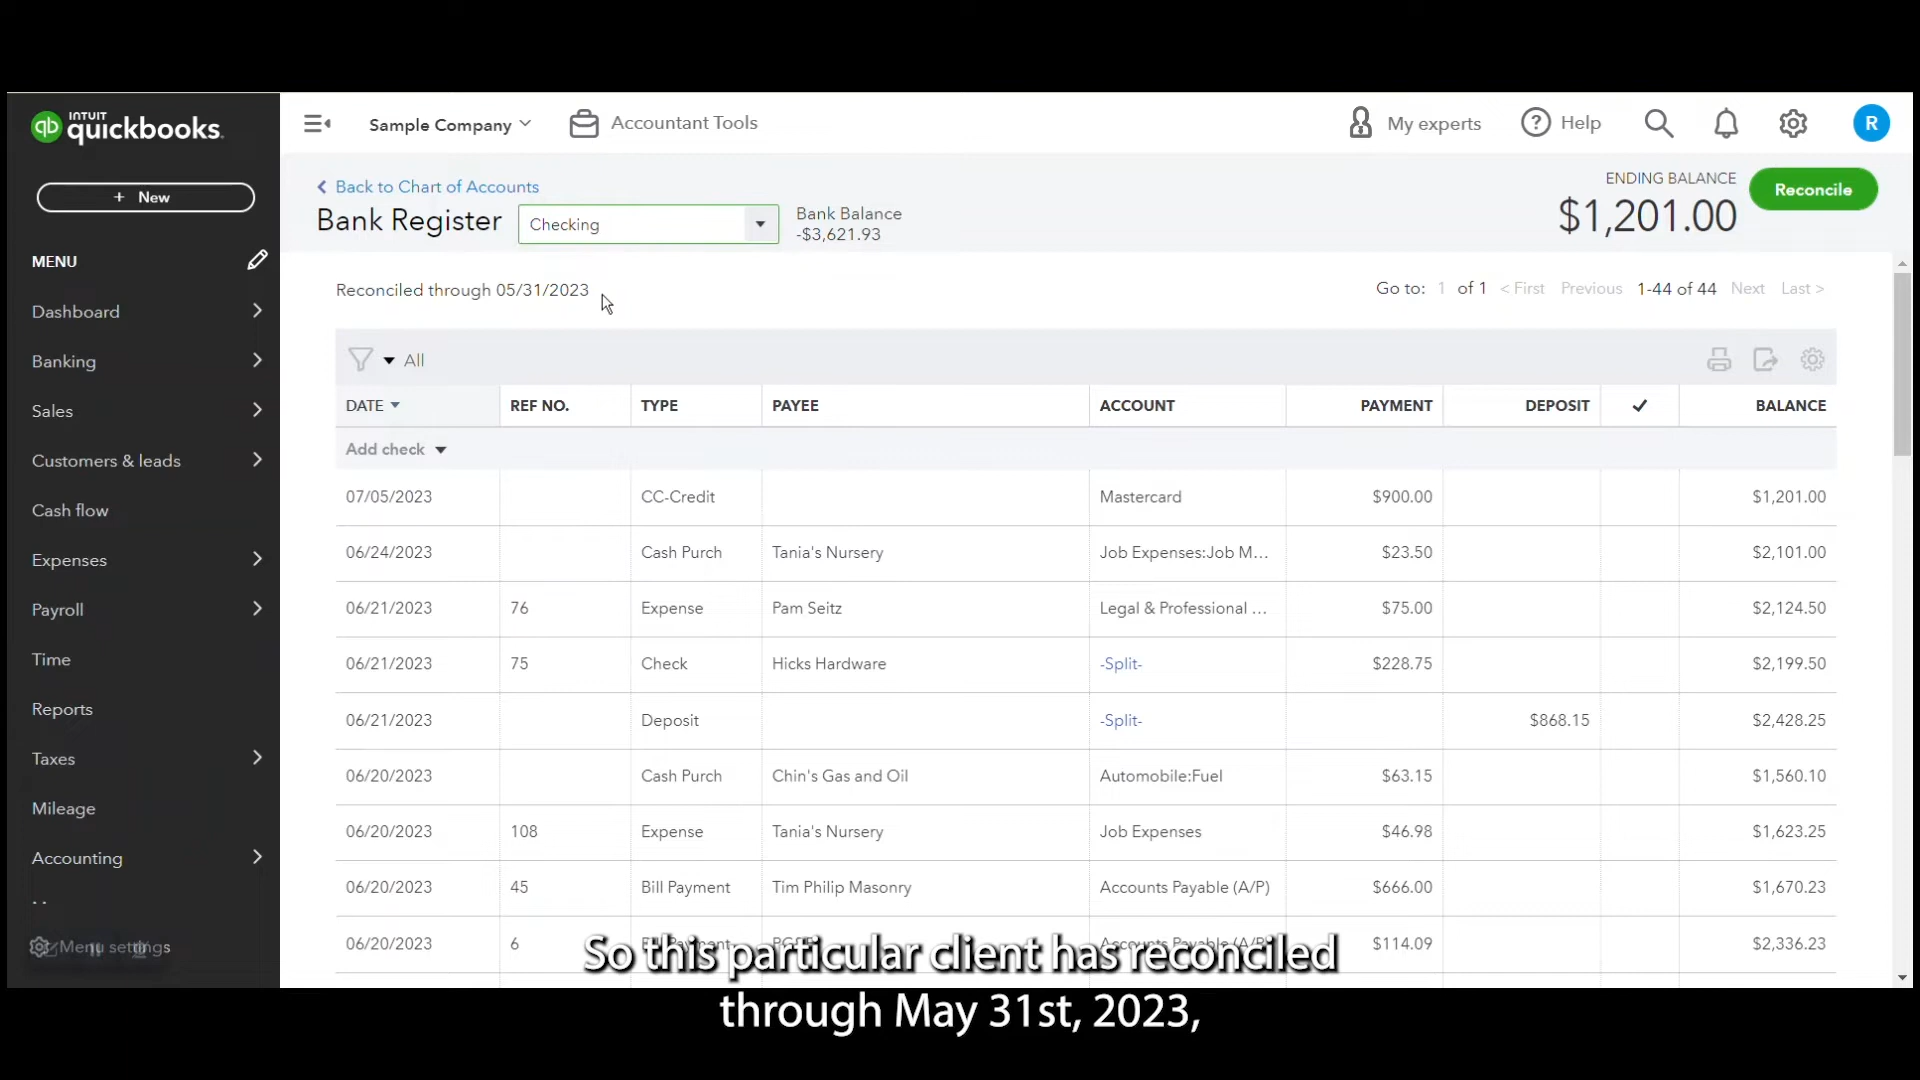 INTUIT
quickbooks.
Sample Company
Accountant Tools
My experts
Help
R
+ New
Back to Chart of Accounts
Bank Register
Checking
Bank Balance
-$3,621.93
ENDING BALANCE
$1,201.00
Reconcile
MENU
Dashboard
Banking
Sales
Customers & leads
Cash flow
Expenses
Payroll
Time
Reports
Taxes
Mileage
Accounting
Menu settings
Reconciled through 05/31/2023
Go to: 1 of 1 < First Previous 1-44 of 44 Next Last >
All
DATE REF NO. TYPE PAYEE ACCOUNT PAYMENT DEPOSIT ✓ BALANCE
Add check
07/05/2023 CC-Credit Mastercard $900.00 $1,201.00
06/24/2023 Cash Purch Tania's Nursery Job Expenses:Job M... $23.50 $2,101.00
06/21/2023 76 Expense Pam Seitz Legal & Professional ... $75.00 $2,124.50
06/21/2023 75 Check Hicks Hardware -Split- $228.75 $2,199.50
06/21/2023 Deposit -Split- $868.15 $2,428.25
06/20/2023 Cash Purch Chin's Gas and Oil Automobile:Fuel $63.15 $1,560.10
06/20/2023 108 Expense Tania's Nursery Job Expenses $46.98 $1,623.25
06/20/2023 45 Bill Payment Tim Philip Masonry Accounts Payable (A/P) $666.00 $1,670.23
06/20/2023 6 Bill Payment Accounts Payable (A/P) $114.09 $2,336.23
So this particular client has reconciled
through May 31st, 2023,